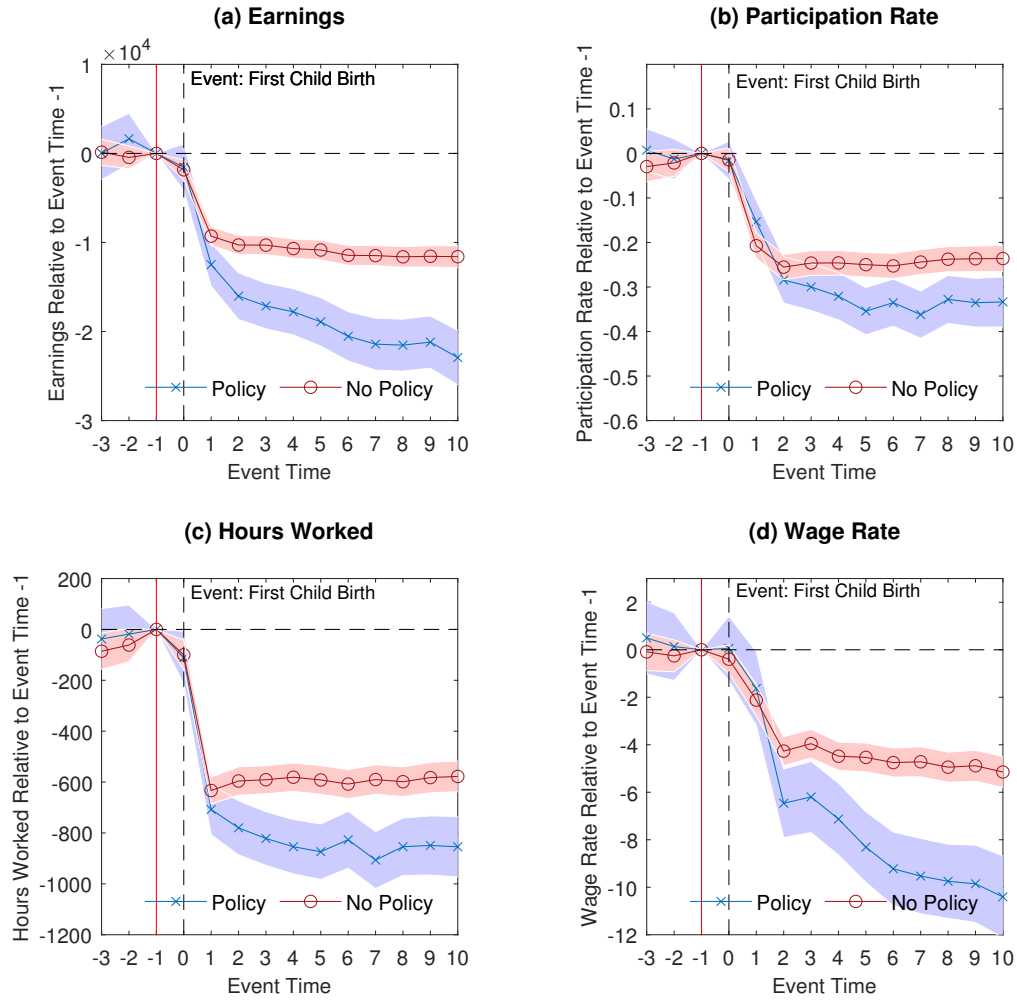 (a) Earnings
×10⁴
Earnings Relative to Event Time -1
1
0
-1
-2
-3
Event: First Child Birth
Policy
No Policy
-3 -2 -1 0 1 2 3 4 5 6 7 8 9 10
Event Time
(b) Participation Rate
Participation Rate Relative to Event Time -1
0.1
0
-0.1
-0.2
-0.3
-0.4
-0.5
-0.6
Event: First Child Birth
Policy
No Policy
-3 -2 -1 0 1 2 3 4 5 6 7 8 9 10
Event Time
(c) Hours Worked
Hours Worked Relative to Event Time -1
200
0
-200
-400
-600
-800
-1000
-1200
Event: First Child Birth
Policy
No Policy
-3 -2 -1 0 1 2 3 4 5 6 7 8 9 10
Event Time
(d) Wage Rate
Wage Rate Relative to Event Time -1
2
0
-2
-4
-6
-8
-10
-12
Event: First Child Birth
Policy
No Policy
-3 -2 -1 0 1 2 3 4 5 6 7 8 9 10
Event Time